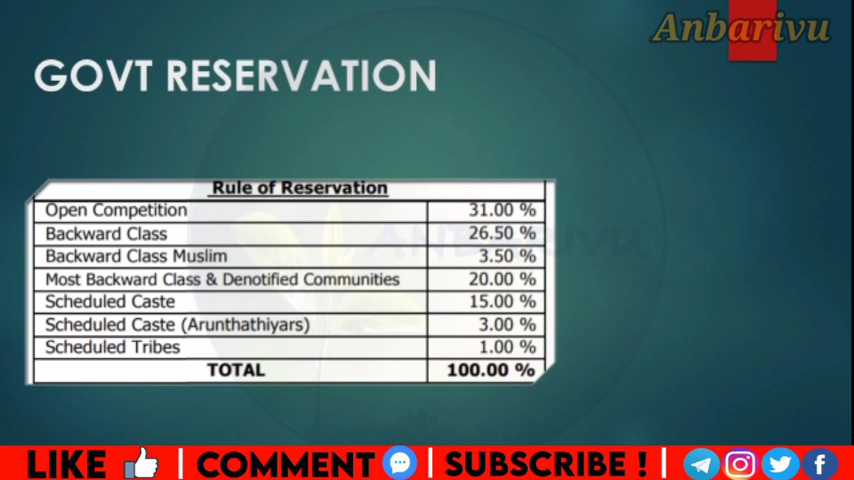 Anbarivu
GOVT RESERVATION
Rule of Reservation
Open Competition 31.00 %
Backward Class 26.50 %
Backward Class Muslim 3.50 %
Most Backward Class & Denotified Communities 20.00 %
Scheduled Caste 15.00 %
Scheduled Caste (Arunthathiyars) 3.00 %
Scheduled Tribes 1.00 %
TOTAL 100.00 %
ANBARIVU
LIKE | COMMENT | SUBSCRIBE ! |